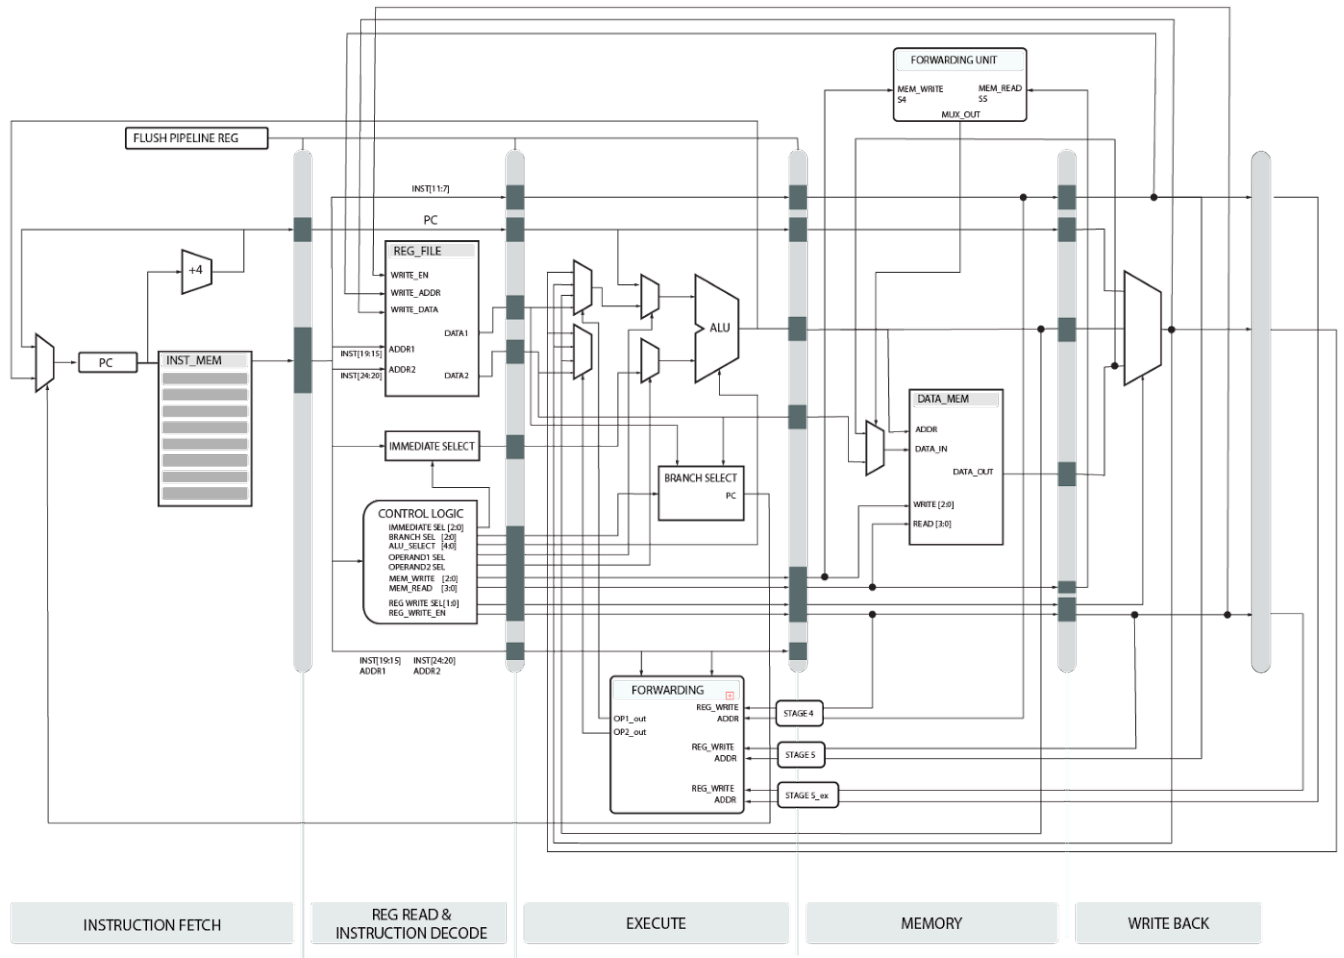 FORWARDING UNIT
MEM_WRITE
S4
MEM_READ
S5
MUX_OUT
FLUSH PIPELINE REG
INST[11:7]
PC
REG_FILE
WRITE_EN
WRITE_ADDR
WRITE_DATA
DATA1
ADDR1
ADDR2
DATA2
INST[19:15]
INST[24:20]
+4
PC
INST_MEM
ALU
DATA_MEM
ADDR
DATA_IN
DATA_OUT
WRITE [2:0]
READ [3:0]
IMMEDIATE SELECT
BRANCH SELECT
PC
CONTROL LOGIC
IMMEDIATE SEL [2:0]
BRANCH SEL [2:0]
ALU_SELECT [4:0]
OPERAND1 SEL
OPERAND2 SEL
MEM_WRITE [2:0]
MEM_READ [3:0]
REG WRITE SEL[1:0]
REG_WRITE_EN
INST[19:15]
ADDR1
INST[24:20]
ADDR2
FORWARDING
OP1_out
OP2_out
REG_WRITE
ADDR
REG_WRITE
ADDR
REG_WRITE
ADDR
STAGE 4
STAGE 5
STAGE 5_ex
INSTRUCTION FETCH
REG READ &
INSTRUCTION DECODE
EXECUTE
MEMORY
WRITE BACK